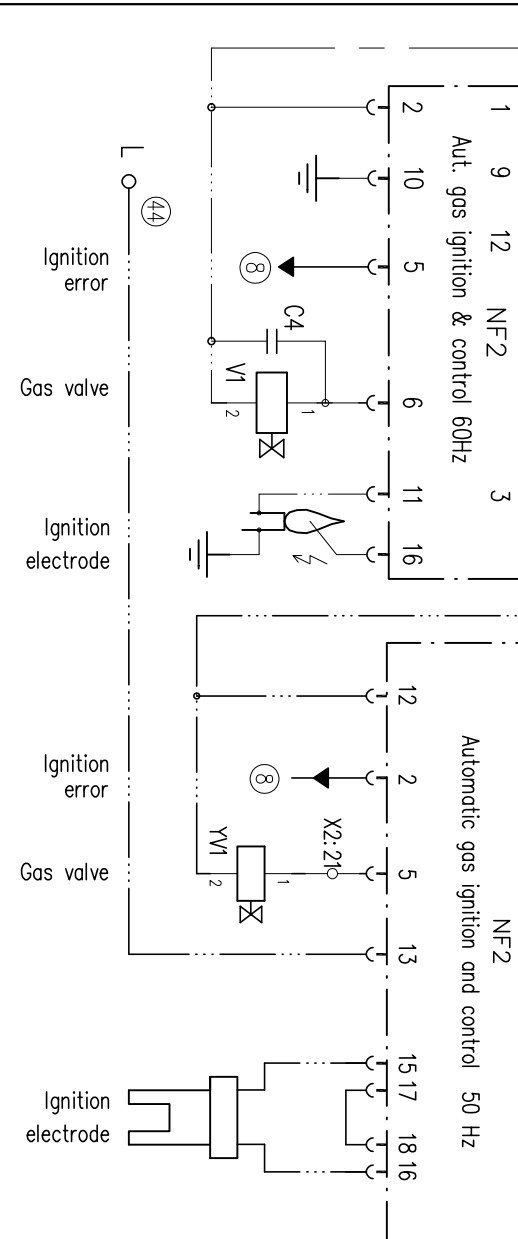 1 9 12 3
NF2
Aut. gas ignition & control 60Hz
2 10 5 6 11 16
L
44
Ignition
error
8
C4
Gas valve
V1
1
2
Ignition
electrode
NF2
Automatic gas ignition and control 50 Hz
12 2 5 13 15 17 18 16
Ignition
error
8
X2:21
Gas valve
YV1
1
2
Ignition
electrode